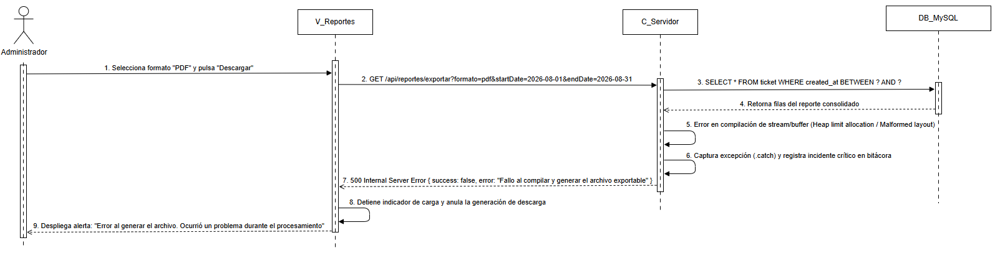 Administrador
V_Reportes
C_Servidor
DB_MySQL
1. Selecciona formato "PDF" y pulsa "Descargar"
2. GET /api/reportes/exportar?formato=pdf&startDate=2026-08-01&endDate=2026-08-31
3. SELECT * FROM ticket WHERE created_at BETWEEN ? AND ?
4. Retorna filas del reporte consolidado
5. Error en compilación de stream/buffer (Heap limit allocation / Malformed layout)
6. Captura excepción (.catch) y registra incidente crítico en bitácora
7. 500 Internal Server Error { success: false, error: "Fallo al compilar y generar el archivo exportable" }
8. Detiene indicador de carga y anula la generación de descarga
9. Despliega alerta: "Error al generar el archivo. Ocurrió un problema durante el procesamiento"